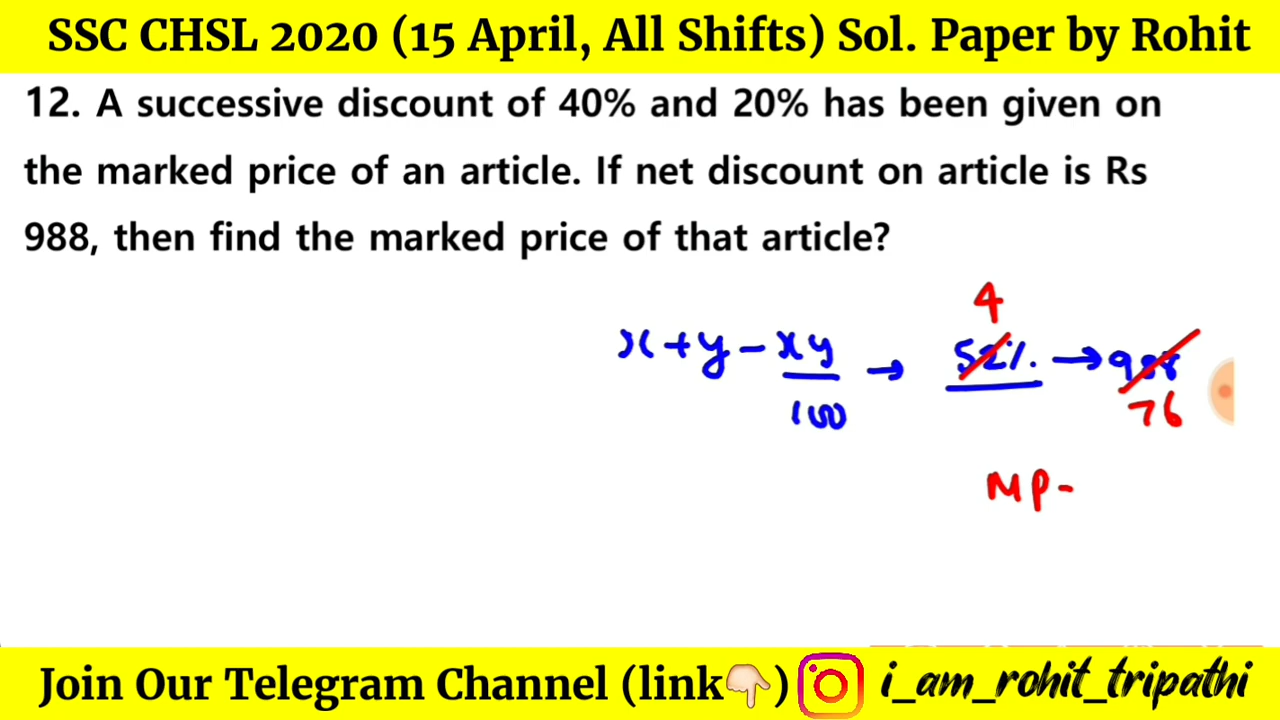 SSC CHSL 2020 (15 April, All Shifts) Sol. Paper by Rohit
12. A successive discount of 40% and 20% has been given on
the marked price of an article. If net discount on article is Rs
988, then find the marked price of that article?
4
x + y - xy/100 → 52% → 988
76
MP -
Join Our Telegram Channel (link👇🏻) i_am_rohit_tripathi